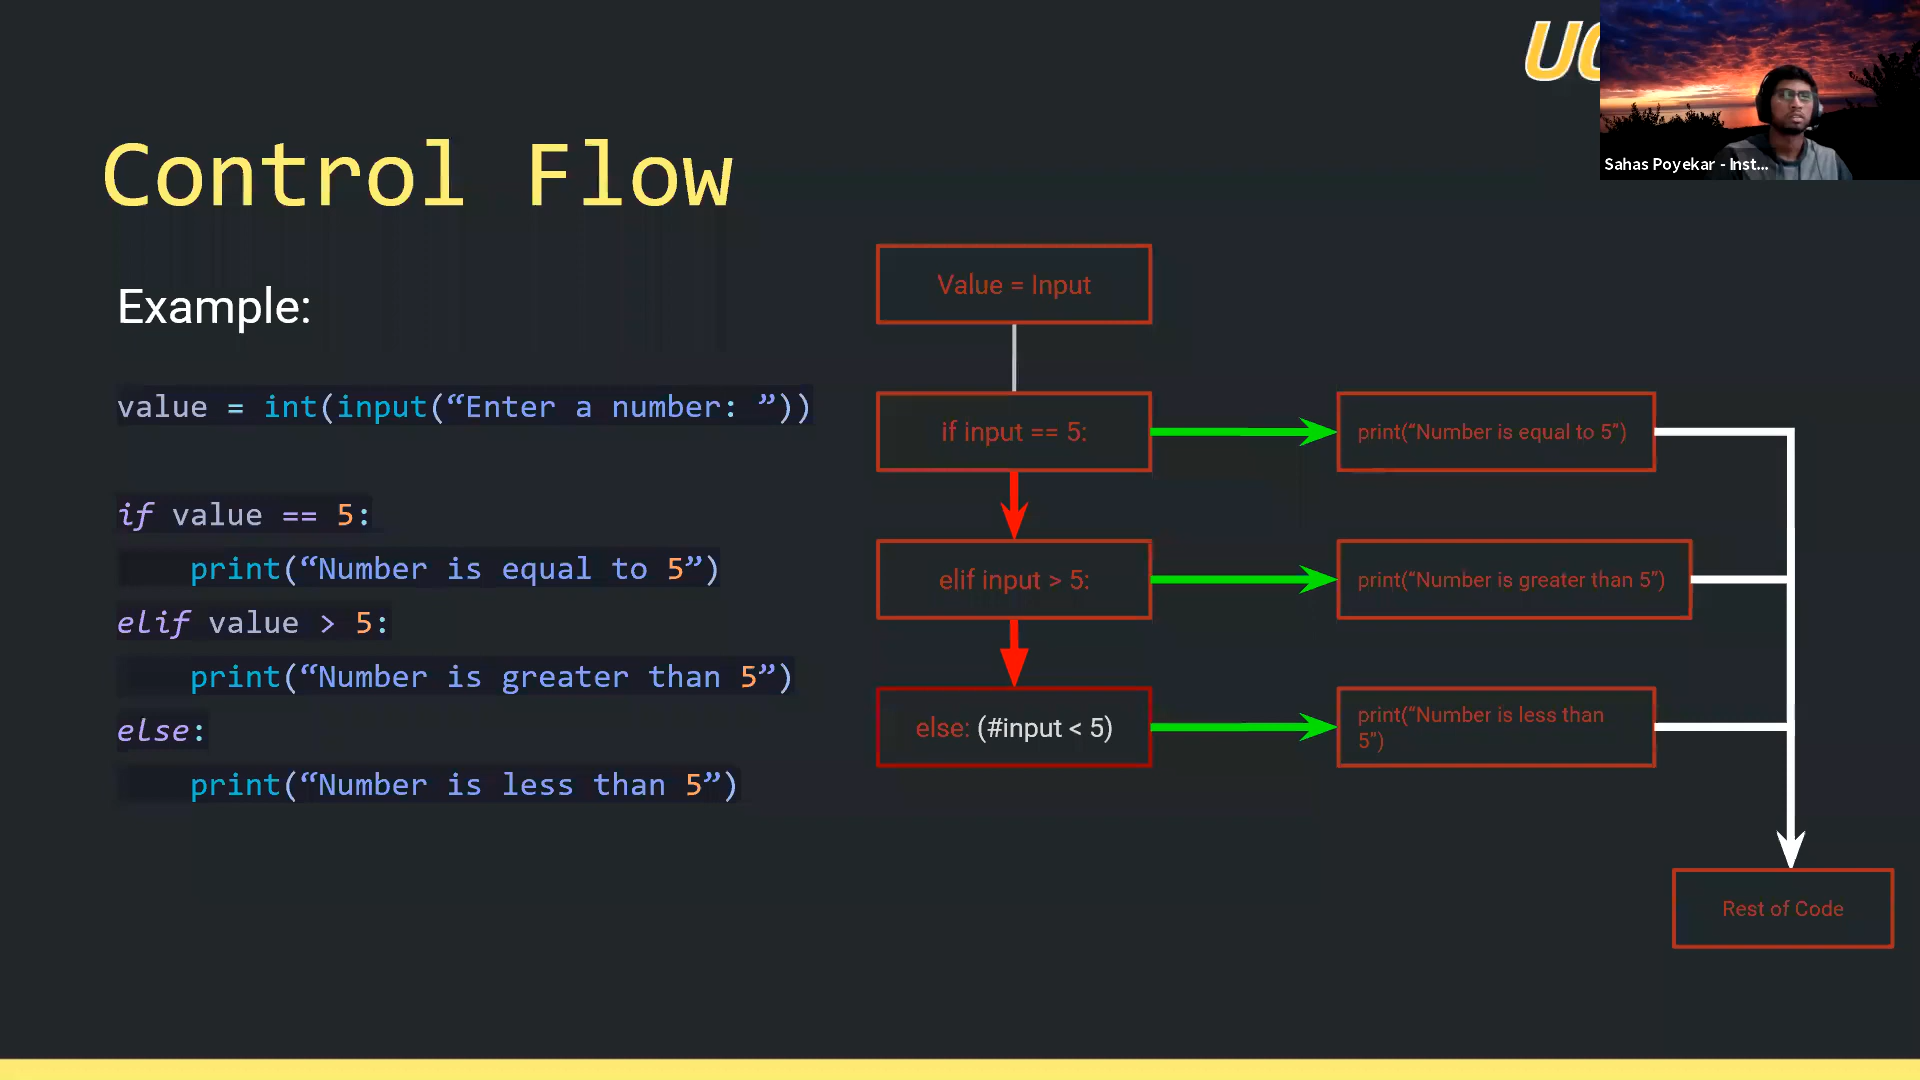 UC
Sahas Poyekar - Inst...
Control Flow
Example:
value = int(input(“Enter a number: ”))
if value == 5:
print(“Number is equal to 5”)
elif value > 5:
print(“Number is greater than 5”)
else:
print(“Number is less than 5”)
Value = Input
if input == 5:
print(“Number is equal to 5”)
elif input > 5:
print(“Number is greater than 5”)
else: (#input < 5)
print(“Number is less than
5”)
Rest of Code